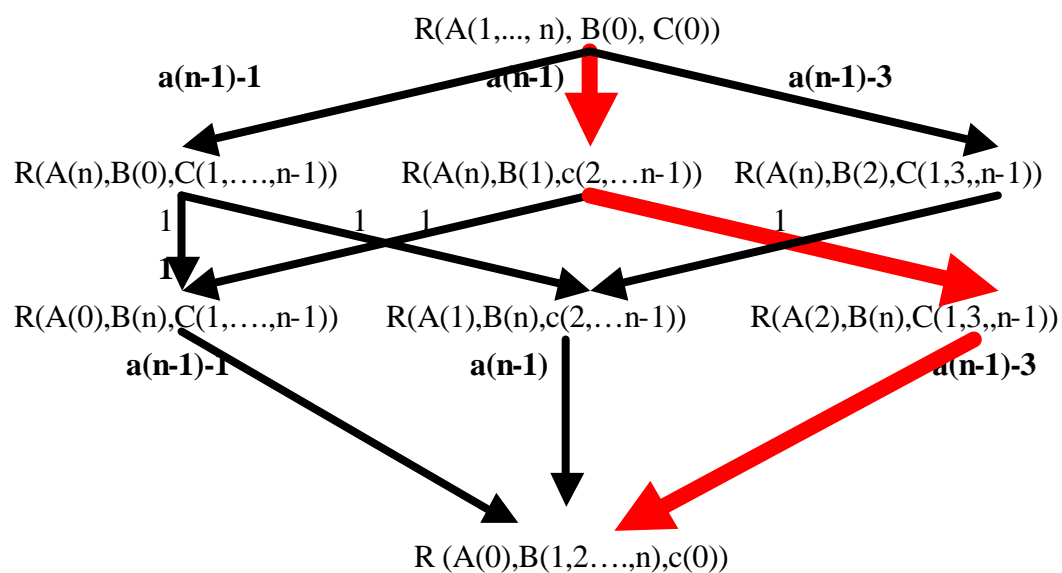 R(A(1,..., n), B(0), C(0))
a(n-1)-1 a(n-1) a(n-1)-3
R(A(n),B(0),C(1,….,n-1)) R(A(n),B(1),c(2,…n-1)) R(A(n),B(2),C(1,3,,n-1))
1 1 1 1
1
R(A(0),B(n),C(1,….,n-1)) R(A(1),B(n),c(2,…n-1)) R(A(2),B(n),C(1,3,,n-1))
a(n-1)-1 a(n-1) a(n-1)-3
R (A(0),B(1,2….,n),c(0))